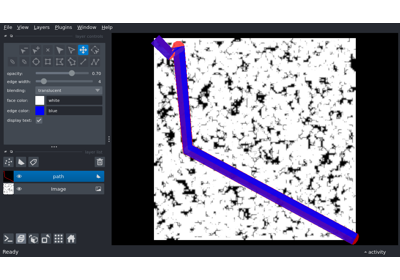 File View Layers Plugins Window Help
opacity: 0.70
edge width: 4
blending: translucent
face color: white
edge color: blue
display text:
path
Image
Ready
activity